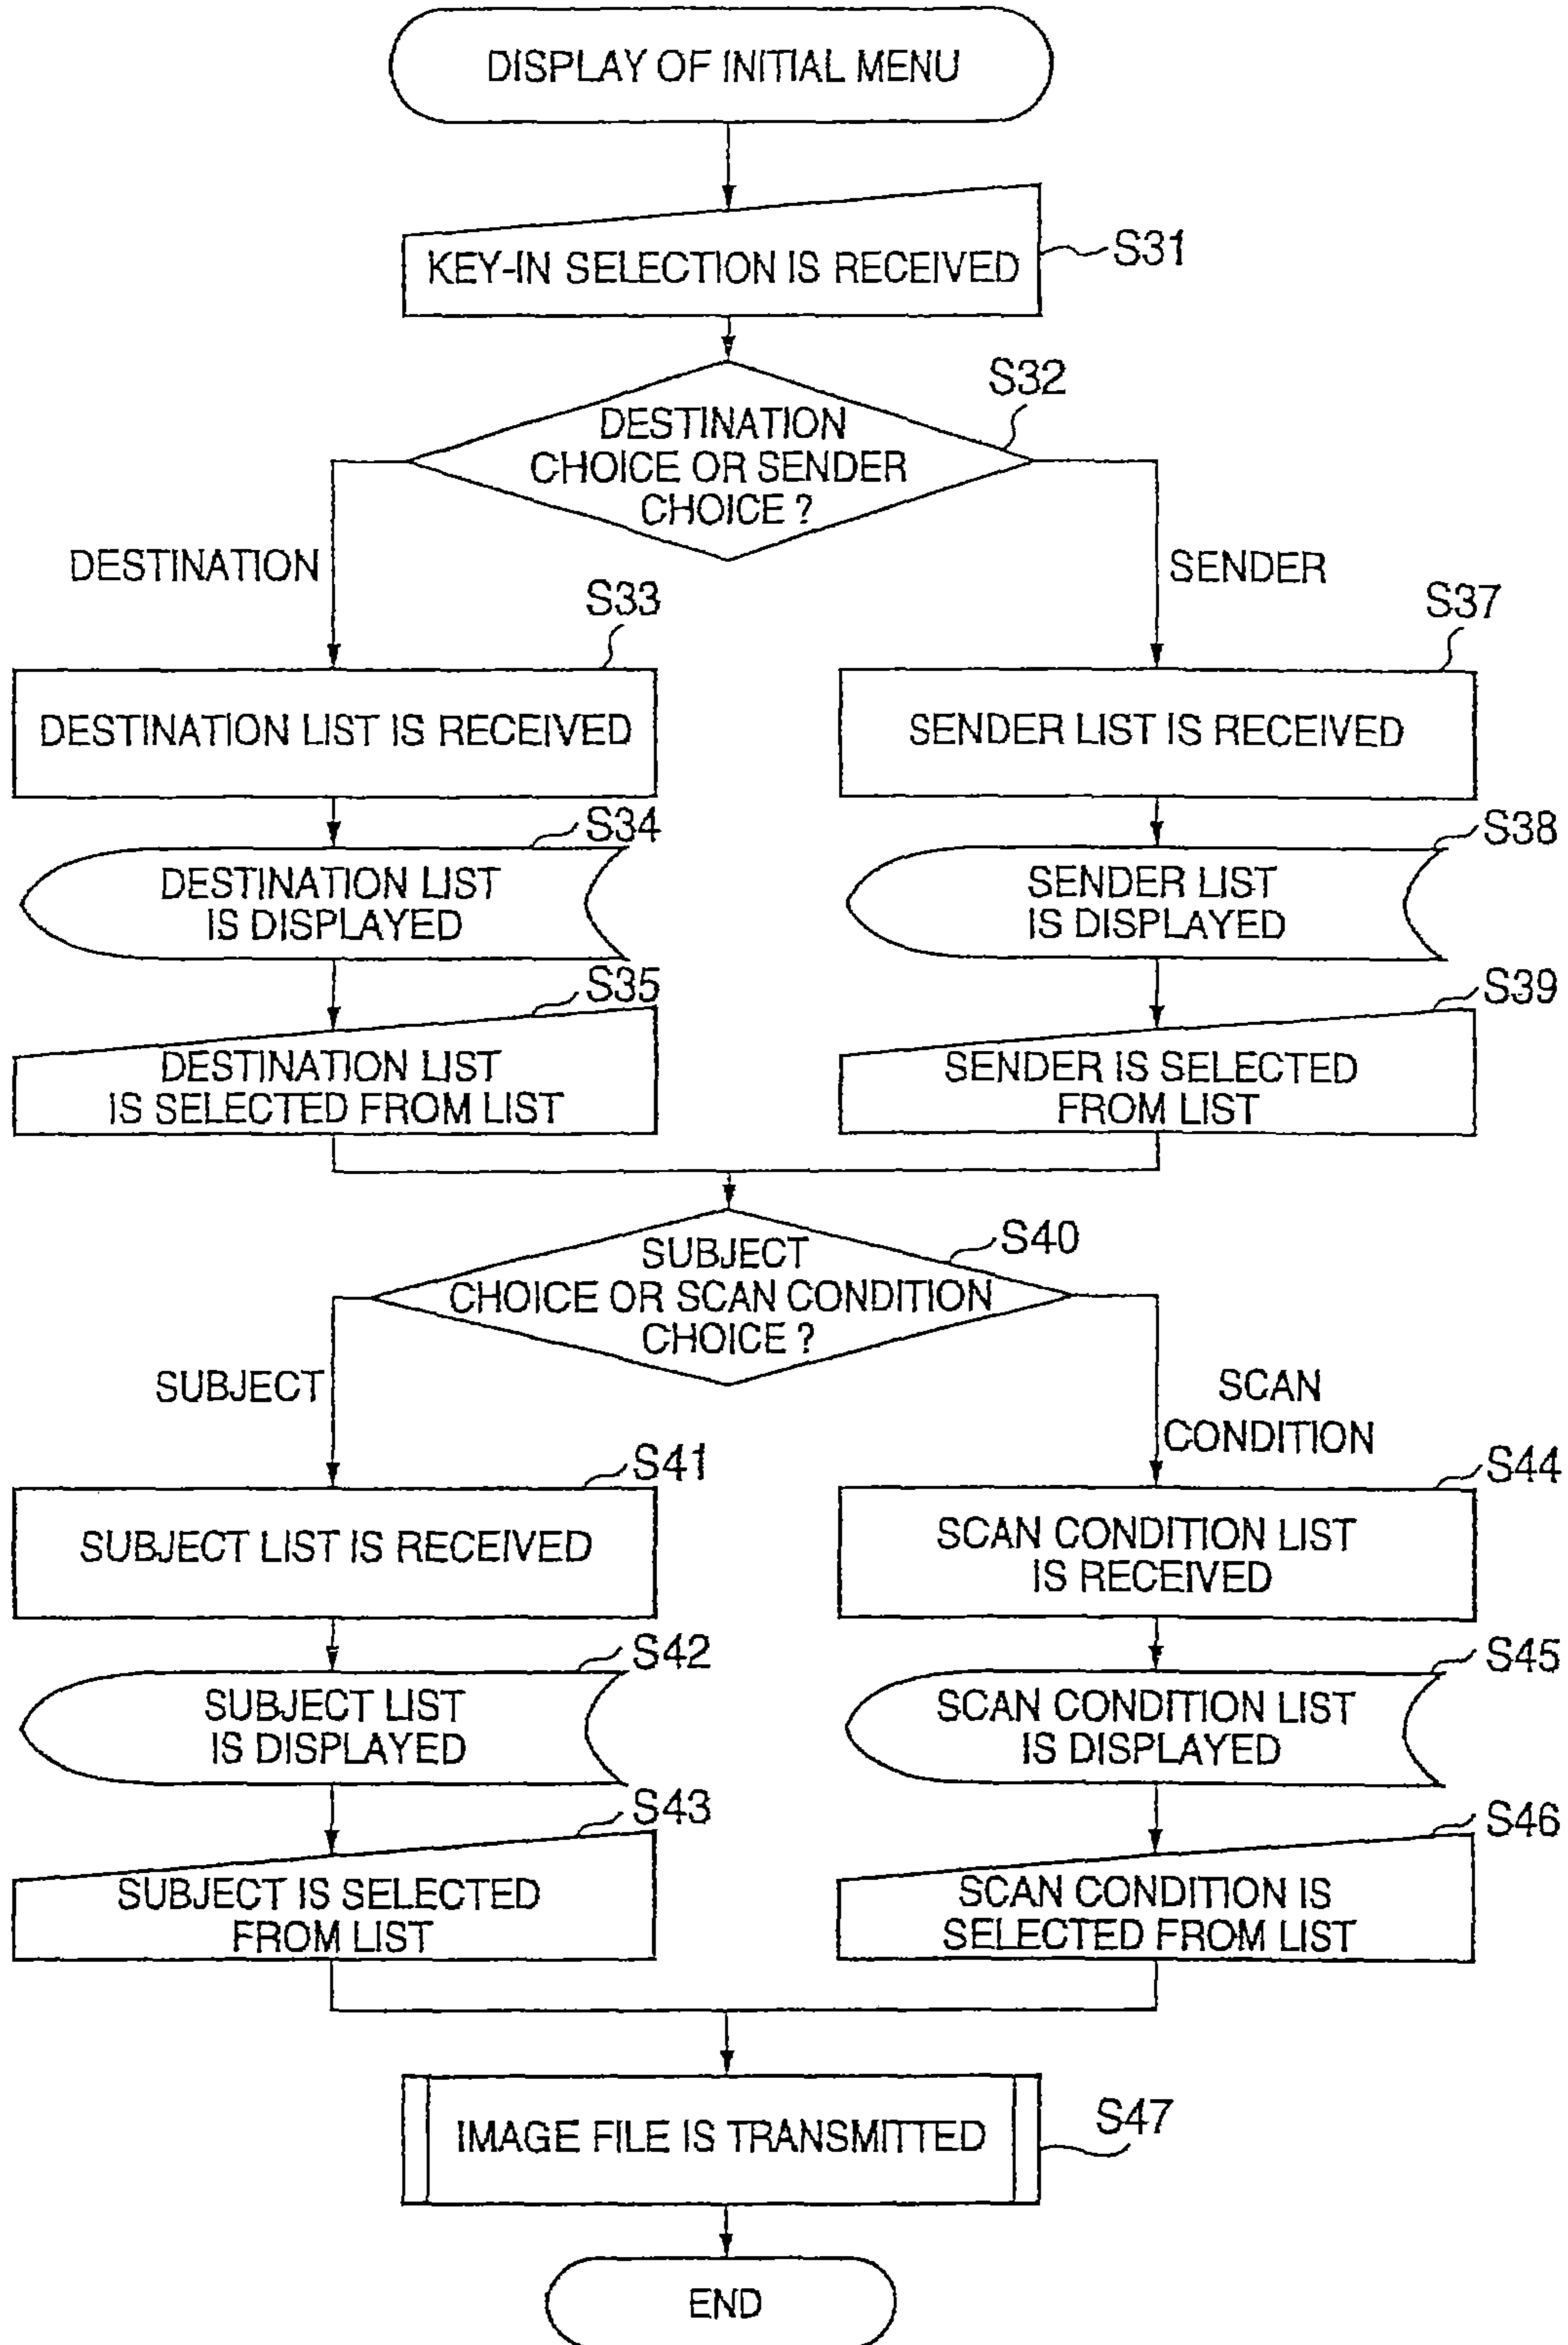 DISPLAY OF INITIAL MENU
KEY-IN SELECTION IS RECEIVED
S31
S32
DESTINATION
CHOICE OR SENDER
CHOICE ?
DESTINATION
SENDER
S33
S37
DESTINATION LIST IS RECEIVED
SENDER LIST IS RECEIVED
S34
S38
DESTINATION LIST
IS DISPLAYED
SENDER LIST
IS DISPLAYED
S35
S39
DESTINATION LIST
IS SELECTED FROM LIST
SENDER IS SELECTED
FROM LIST
S40
SUBJECT
CHOICE OR SCAN CONDITION
CHOICE ?
SUBJECT
SCAN
CONDITION
S41
S44
SUBJECT LIST IS RECEIVED
SCAN CONDITION LIST
IS RECEIVED
S42
S45
SUBJECT LIST
IS DISPLAYED
SCAN CONDITION LIST
IS DISPLAYED
S43
S46
SUBJECT IS SELECTED
FROM LIST
SCAN CONDITION IS
SELECTED FROM LIST
IMAGE FILE IS TRANSMITTED
S47
END